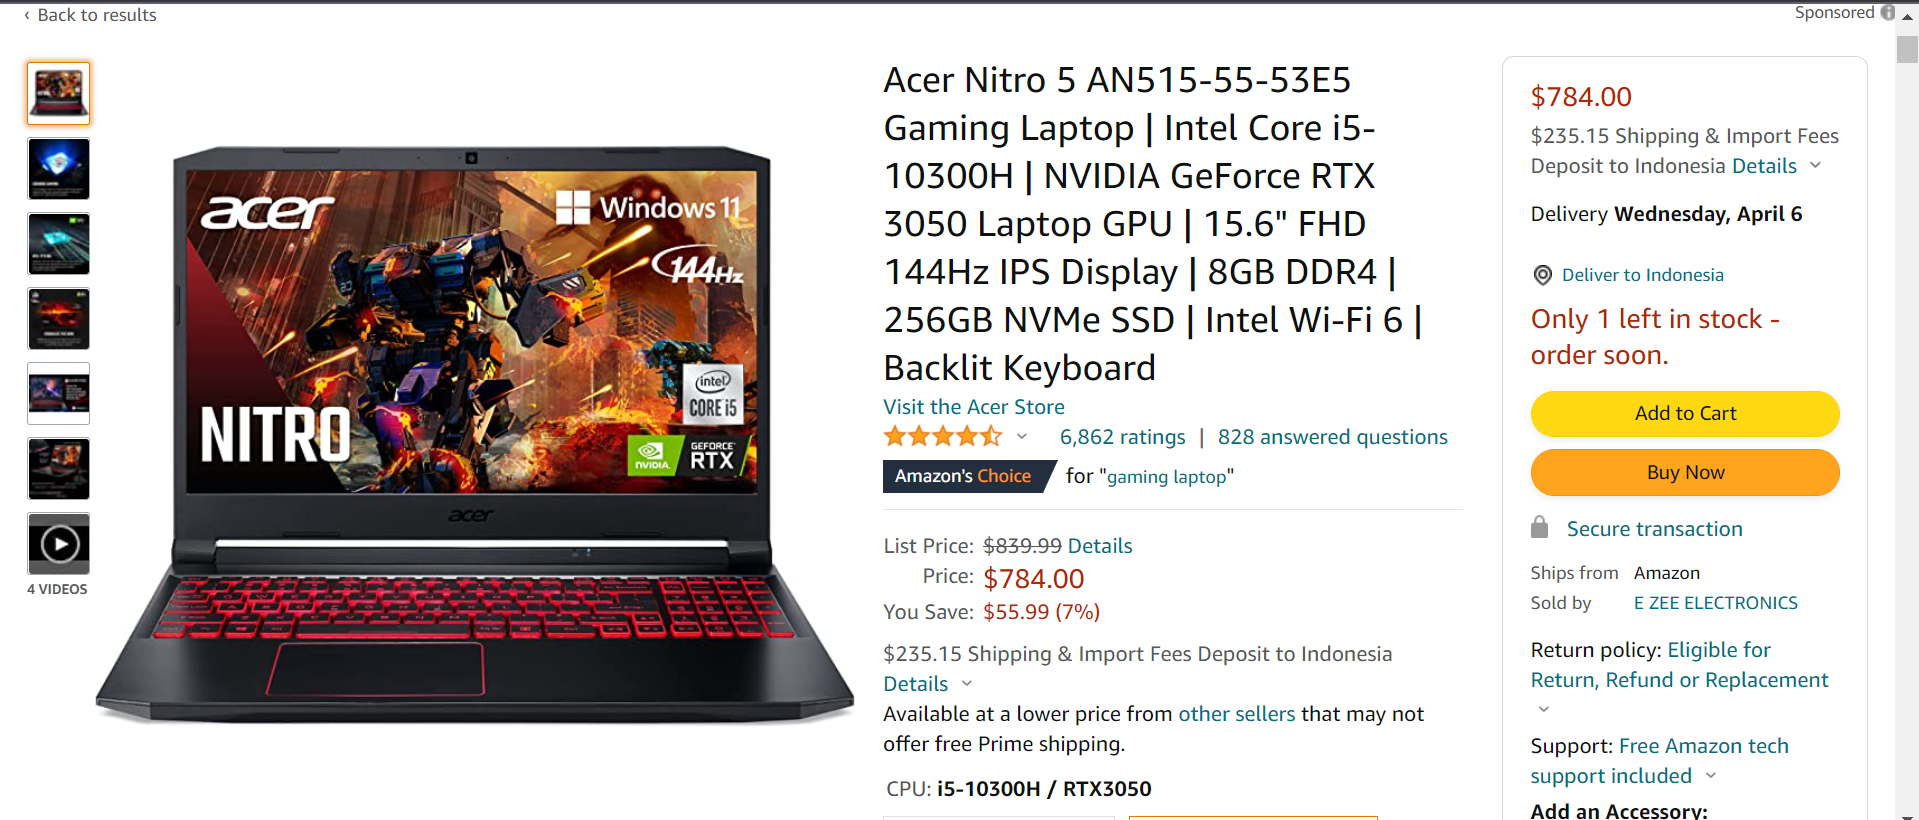 ‹ Back to results
Sponsored
acer
Windows 11
144Hz
NITRO
intel
CORE i5
NVIDIA.
GEFORCE
RTX
acer
4 VIDEOS
Acer Nitro 5 AN515-55-53E5
Gaming Laptop | Intel Core i5-
10300H | NVIDIA GeForce RTX
3050 Laptop GPU | 15.6" FHD
144Hz IPS Display | 8GB DDR4 |
256GB NVMe SSD | Intel Wi-Fi 6 |
Backlit Keyboard
Visit the Acer Store
6,862 ratings | 828 answered questions
Amazon's Choice for "gaming laptop"
List Price: $839.99 Details
Price: $784.00
You Save: $55.99 (7%)
$235.15 Shipping & Import Fees Deposit to Indonesia
Details
Available at a lower price from other sellers that may not
offer free Prime shipping.
CPU: i5-10300H / RTX3050
$784.00
$235.15 Shipping & Import Fees
Deposit to Indonesia Details
Delivery Wednesday, April 6
Deliver to Indonesia
Only 1 left in stock -
order soon.
Add to Cart
Buy Now
Secure transaction
Ships from Amazon
Sold by E ZEE ELECTRONICS
Return policy: Eligible for
Return, Refund or Replacement
Support: Free Amazon tech
support included
Add an Accessory: